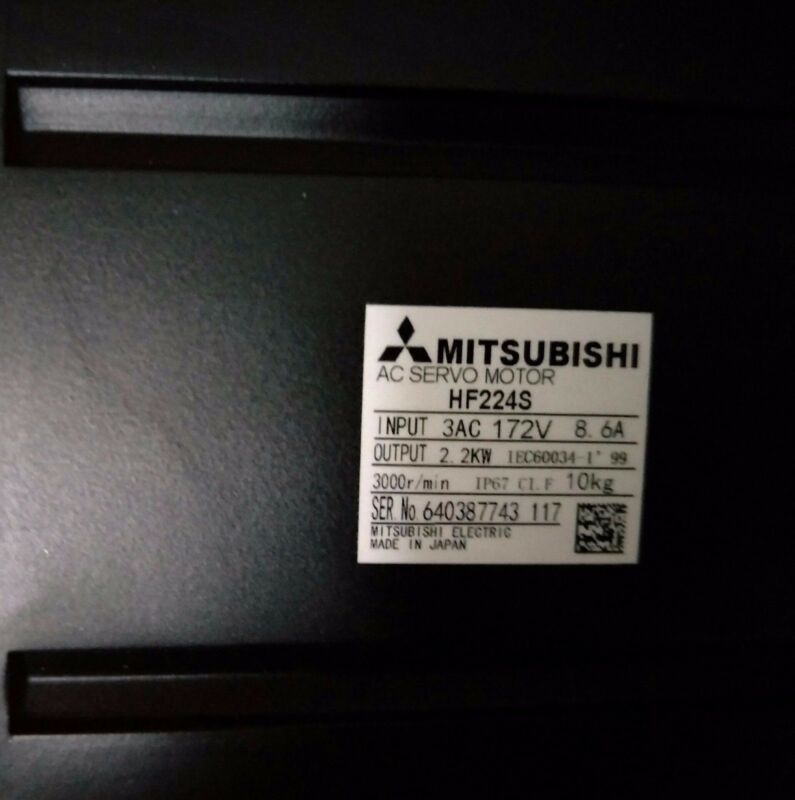 MITSUBISHI
AC SERVO MOTOR
HF224S
INPUT 3AC 172V 8.6A
OUTPUT 2.2KW IEC60034-1'99
3000r/min IP67 CI.F 10kg
SER.No 640387743 117
MITSUBISHI ELECTRIC
MADE IN JAPAN